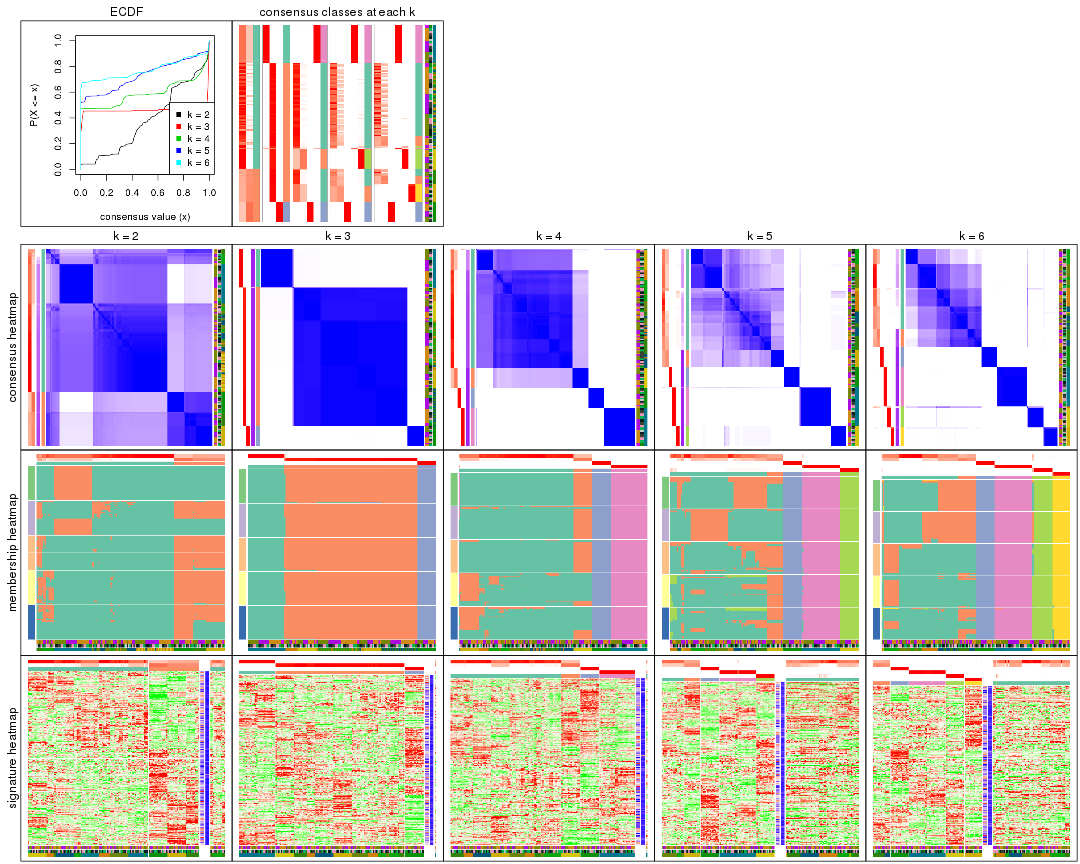 ECDF
consensus classes at each k
P(X <= x)
0.0
0.2
0.4
0.6
0.8
1.0
k = 2
k = 3
k = 4
k = 5
k = 6
0.0 0.2 0.4 0.6 0.8 1.0
consensus value (x)
k = 2
k = 3
k = 4
k = 5
k = 6
consensus heatmap
membership heatmap
signature heatmap